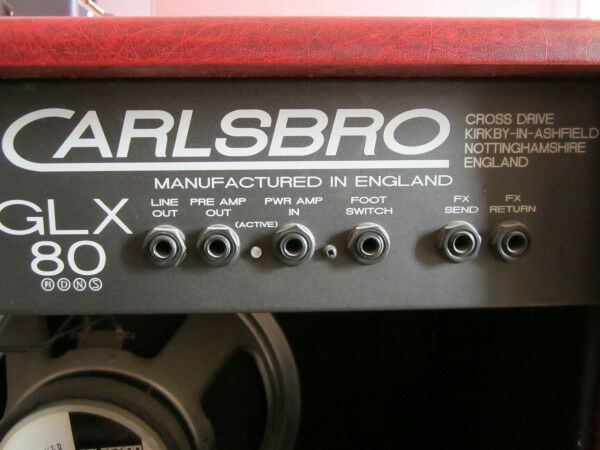 CARLSBRO
CROSS DRIVE
KIRKBY-IN-ASHFIELD
NOTTINGHAMSHIRE
ENGLAND
MANUFACTURED IN ENGLAND
GLX
80
RDNS
LINE OUT
PRE AMP OUT
(ACTIVE)
PWR AMP IN
FOOT SWITCH
FX SEND
FX RETURN